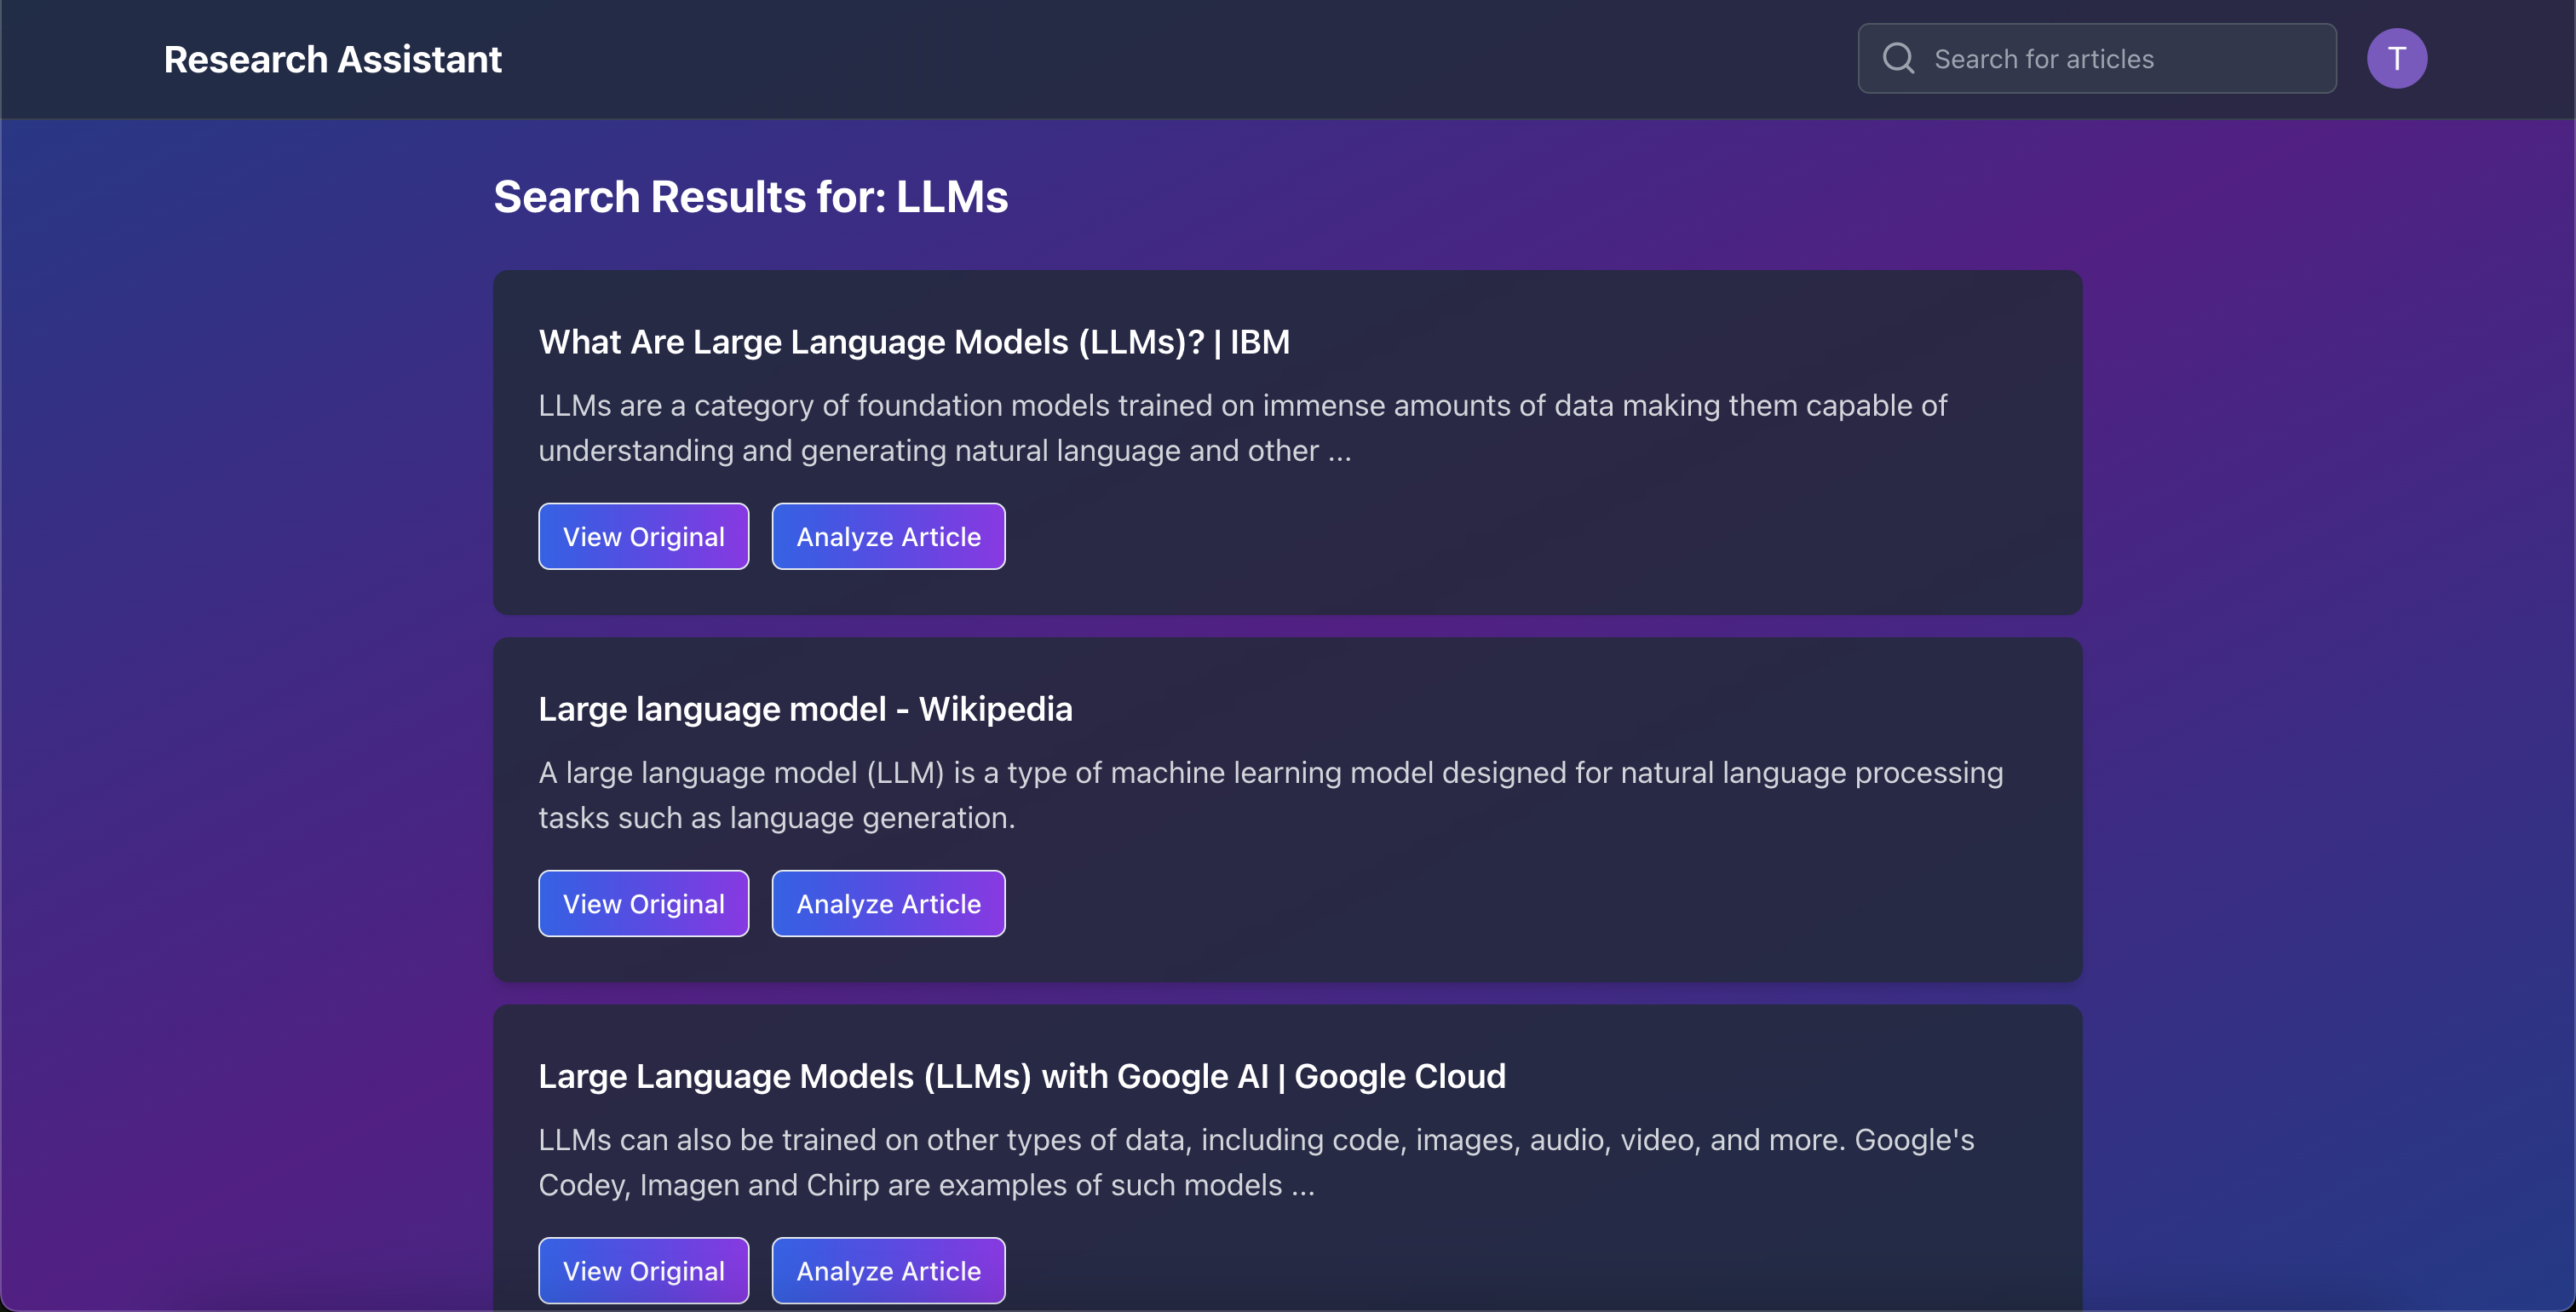 Research Assistant
Search for articles
T
Search Results for: LLMs
What Are Large Language Models (LLMs)? | IBM
LLMs are a category of foundation models trained on immense amounts of data making them capable of
understanding and generating natural language and other ...
View Original
Analyze Article
Large language model - Wikipedia
A large language model (LLM) is a type of machine learning model designed for natural language processing
tasks such as language generation.
View Original
Analyze Article
Large Language Models (LLMs) with Google AI | Google Cloud
LLMs can also be trained on other types of data, including code, images, audio, video, and more. Google's
Codey, Imagen and Chirp are examples of such models ...
View Original
Analyze Article